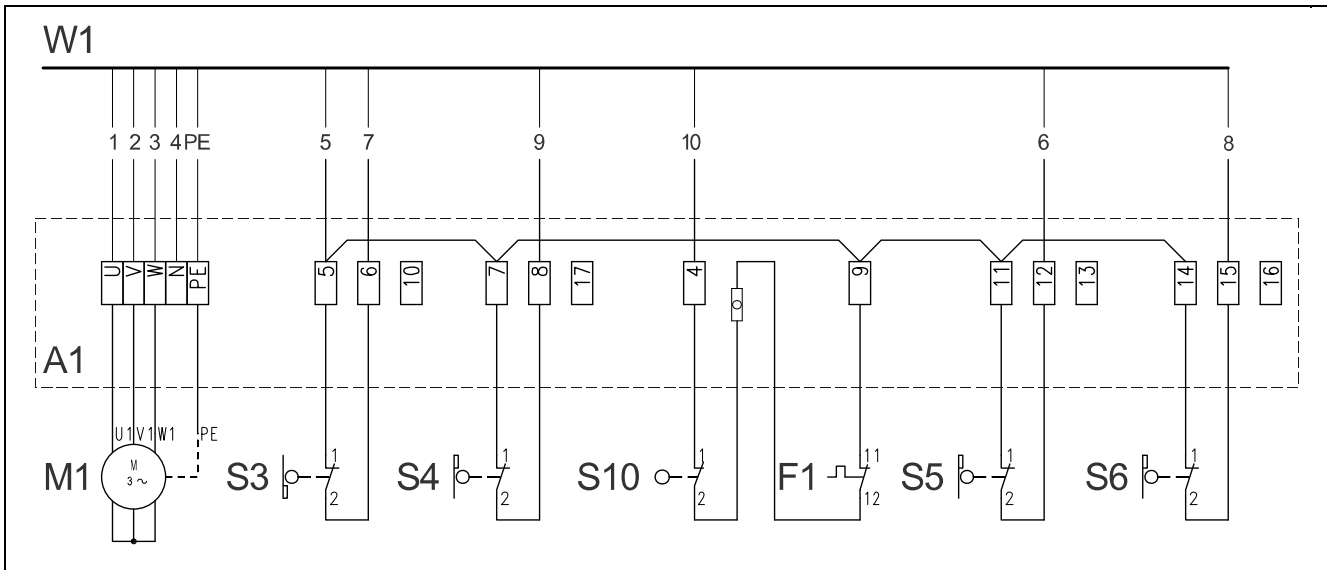 W1
1 2 3 4 PE 5 7 9 10 6 8
U V W N PE 5 6 10 7 8 17 4 9 11 12 13 14 15 16
A1
U1 V1 W1 PE
M1 M 3 ~ S3 1 2 S4 1 2 S10 1 2 F1 11 12 S5 1 2 S6 1 2